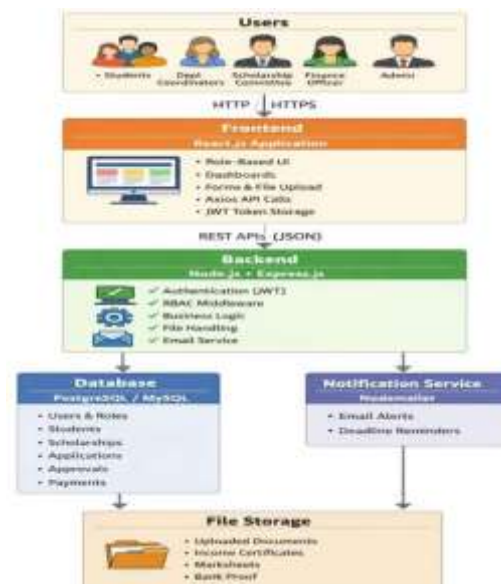 Users
• Students
Dept Coordinators
Scholarship Committee
Finance Officer
Admin
HTTP HTTPS
Frontend
React.js Application
• Role-Based UI
• Dashboards
• Forms & File Upload
• Axios API Calls
• JWT Token Storage
REST APIs (JSON)
Backend
Node.js • Express.js
✓ Authentication (JWT)
✓ RBAC Middleware
✓ Business Logic
✓ File Handling
✓ Email Service
Database
PostgreSQL / MySQL
• Users & Roles
• Students
• Scholarships
• Applications
• Approvals
• Payments
Notification Service
Nodemailer
• Email Alerts
• Deadline Reminders
File Storage
• Uploaded Documents
• Income Certificates
• Marksheets
• Bank Proof